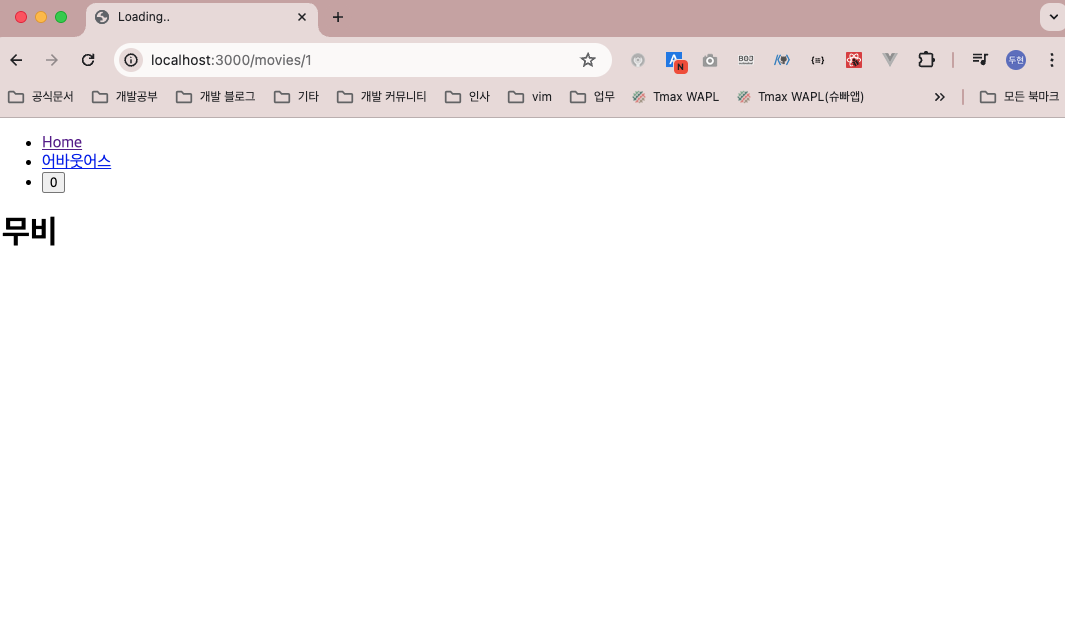 Loading..
localhost:3000/movies/1
BOJ
N
두현
공식문서 개발공부 개발 블로그 기타 개발 커뮤니티 인사 vim 업무 Tmax WAPL Tmax WAPL(슈빠앱) 모든 북마크
Home
어바웃어스
0
무비